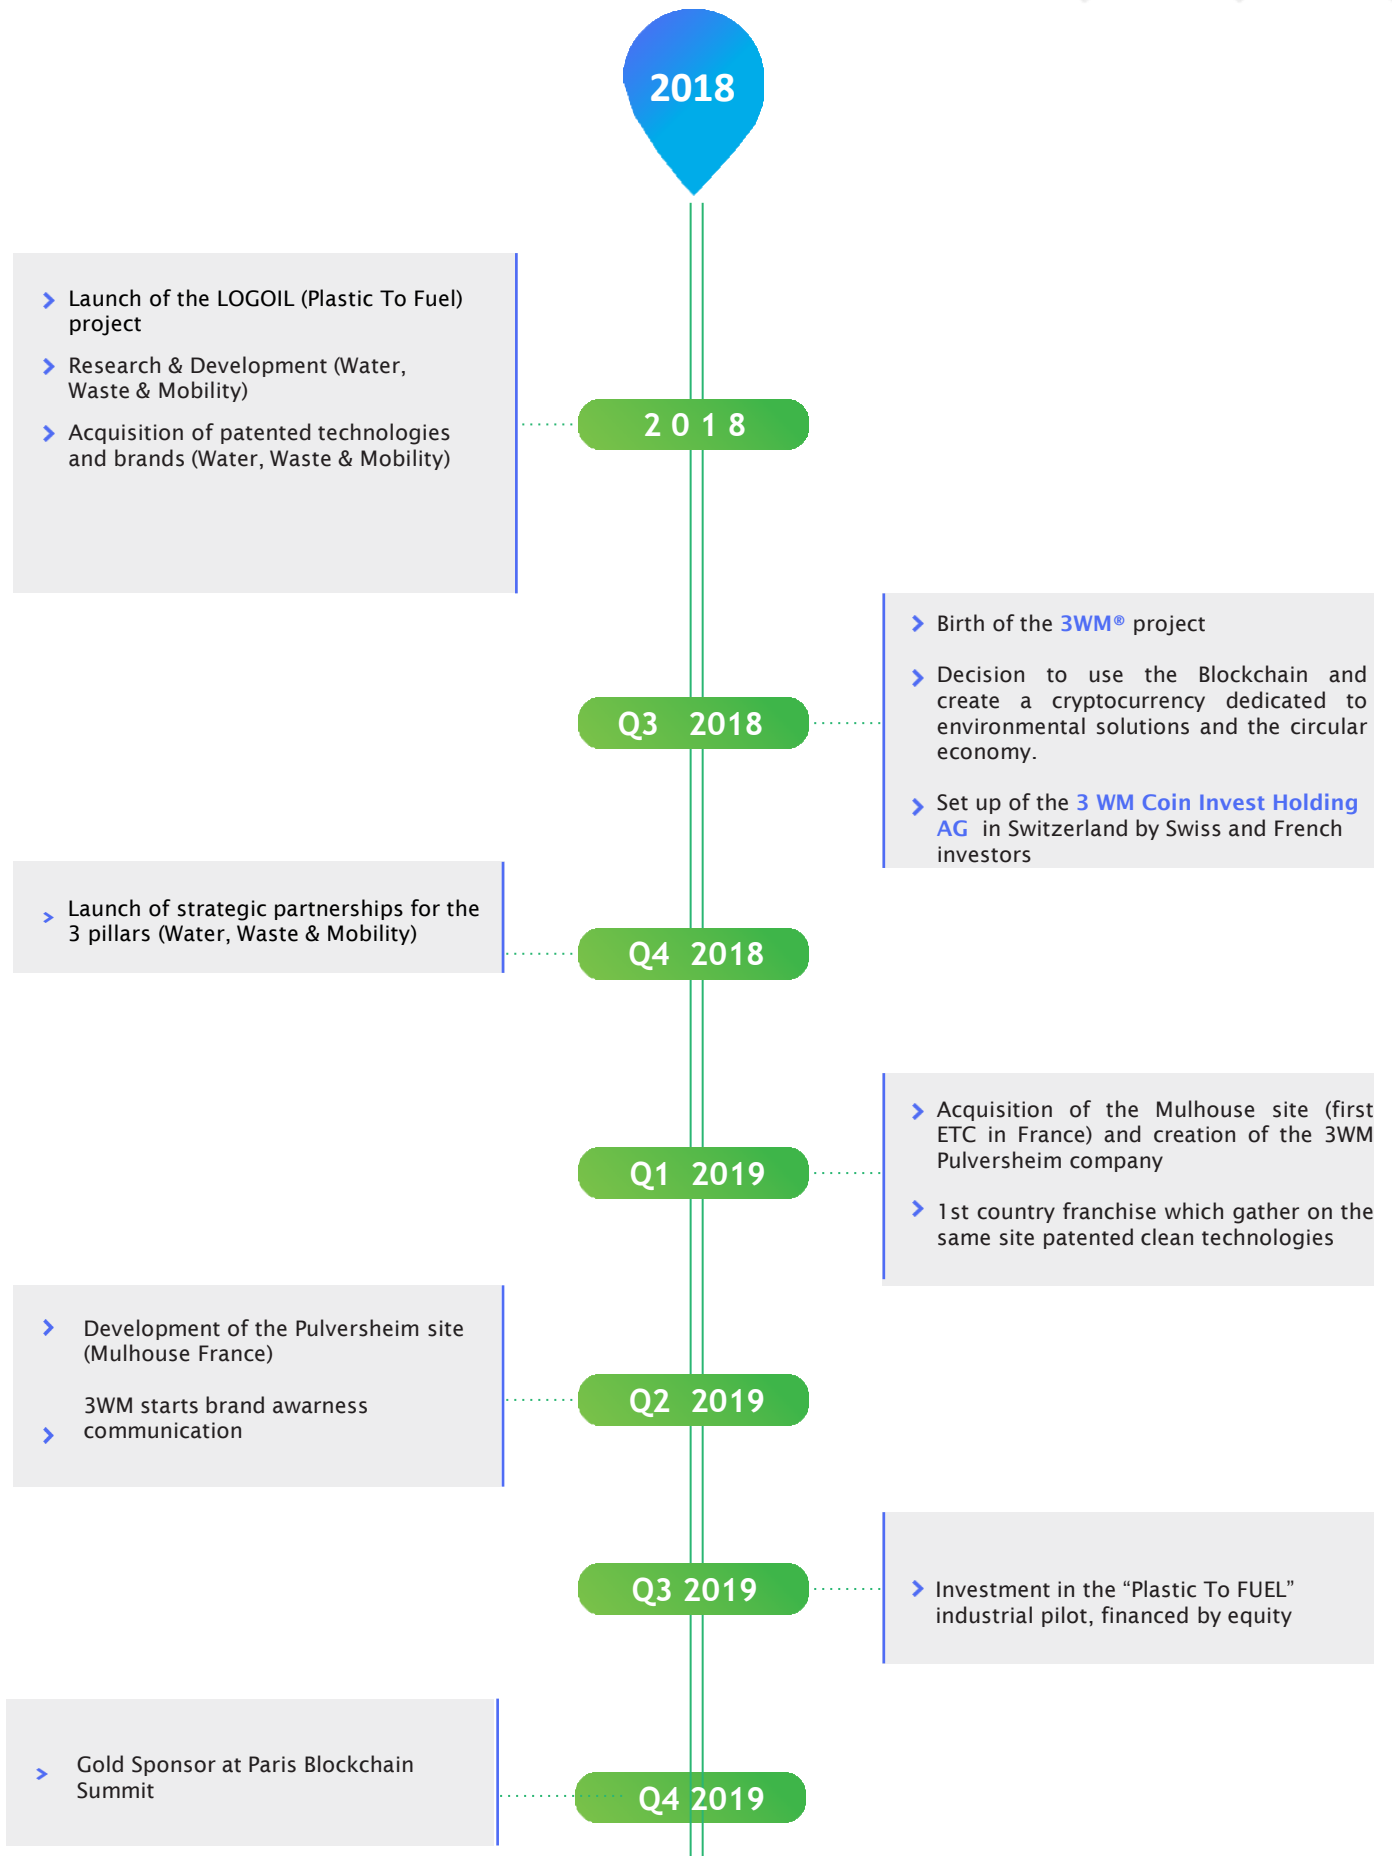 2018
Launch of the LOGOIL (Plastic To Fuel)
project
Research & Development (Water,
Waste & Mobility)
Acquisition of patented technologies
and brands (Water, Waste & Mobility)
2 0 1 8
Birth of the 3WM® project
Decision to use the Blockchain and
create a cryptocurrency dedicated to
environmental solutions and the circular
economy.
Set up of the 3 WM Coin Invest Holding
AG in Switzerland by Swiss and French
investors
Q3 2018
Launch of strategic partnerships for the
3 pillars (Water, Waste & Mobility)
Q4 2018
Acquisition of the Mulhouse site (first
ETC in France) and creation of the 3WM
Pulversheim company
1st country franchise which gather on the
same site patented clean technologies
Q1 2019
Development of the Pulversheim site
(Mulhouse France)
3WM starts brand awarness
communication
Q2 2019
Investment in the “Plastic To FUEL”
industrial pilot, financed by equity
Q3 2019
Gold Sponsor at Paris Blockchain
Summit
Q4 2019